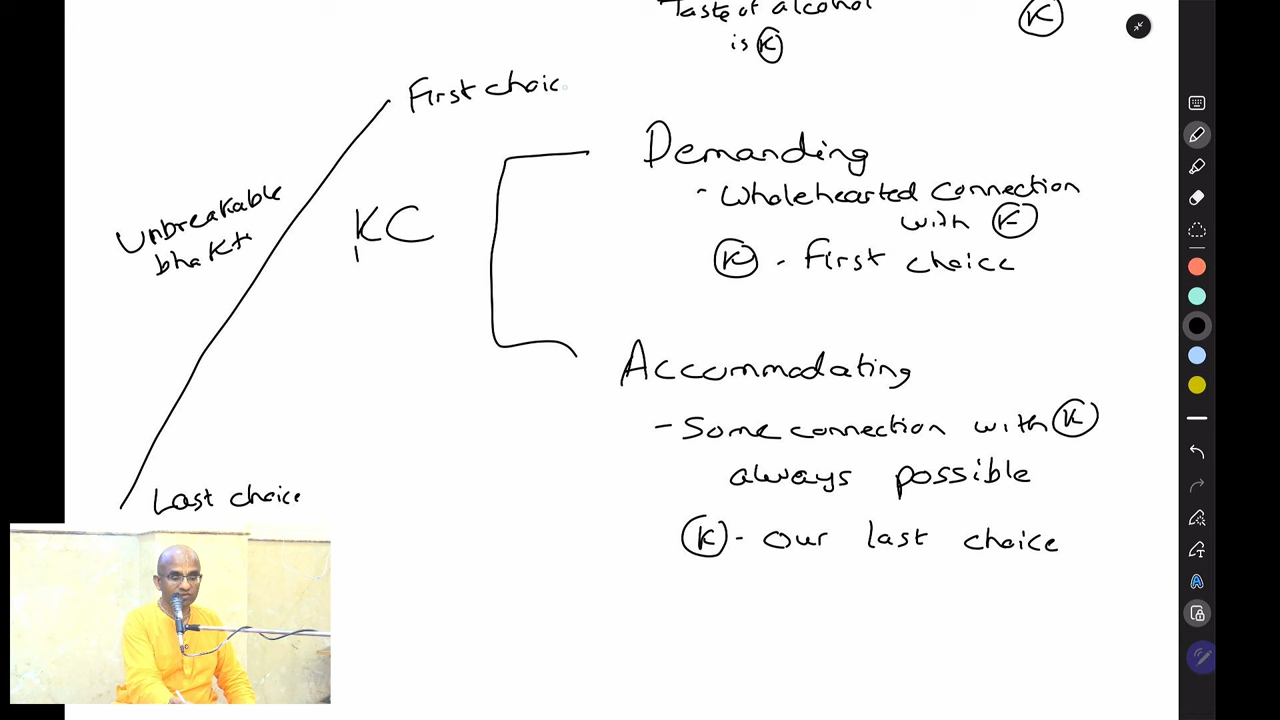 Taste of alcohol
is K
K
First choic
Demanding
- Wholehearted connection
with K
K - First choice
Unbreakable
bhakti
KC
Accommodating
- Some connection with K
always possible
K - our last choice
Last choice